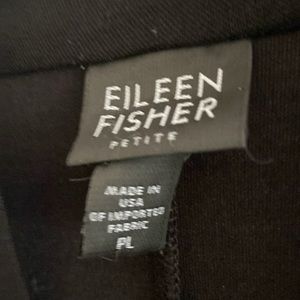 EILEEN
FISHER
PETITE
MADE IN
USA
OF IMPORTED
FABRIC
PL